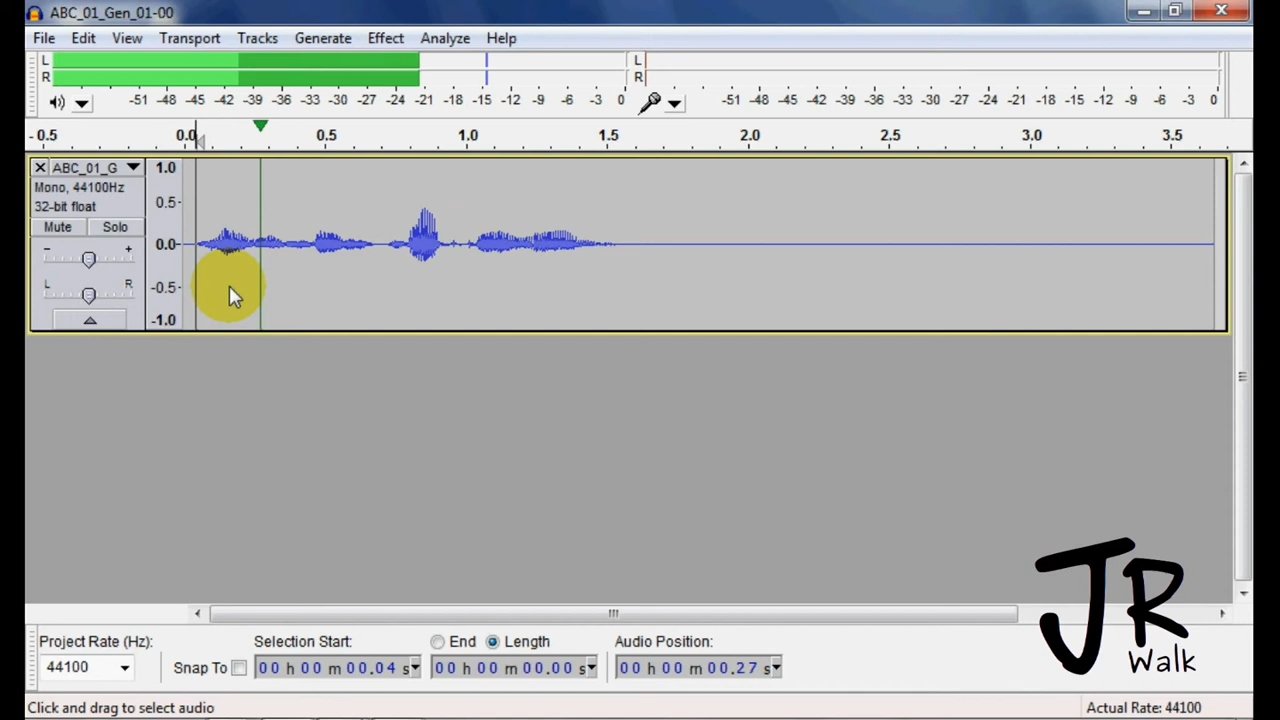 ABC_01_Gen_01-00
File Edit View Transport Tracks Generate Effect Analyze Help
L
R
-51 -48 -45 -42 -39 -36 -33 -30 -27 -24 -21 -18 -15 -12 -9 -6 -3 0
L
R
-51 -48 -45 -42 -39 -36 -33 -30 -27 -24 -21 -18 -15 -12 -9 -6 -3 0
-0.5 0.0 0.5 1.0 1.5 2.0 2.5 3.0 3.5
ABC_01_G
Mono, 44100Hz
32-bit float
Mute Solo
- +
L R
1.0
0.5
0.0
-0.5
-1.0
Project Rate (Hz): Selection Start: End Length Audio Position:
44100 Snap To 00 h 00 m 00.04 s 00 h 00 m 00.00 s 00 h 00 m 00.27 s
Click and drag to select audio Actual Rate: 44100
JR
Walk